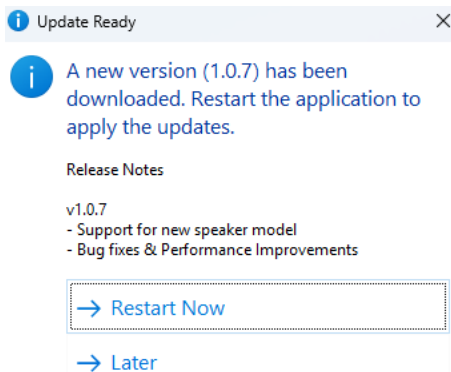 Update Ready
A new version (1.0.7) has been
downloaded. Restart the application to
apply the updates.
Release Notes
v1.0.7
- Support for new speaker model
- Bug fixes & Performance Improvements
Restart Now
Later